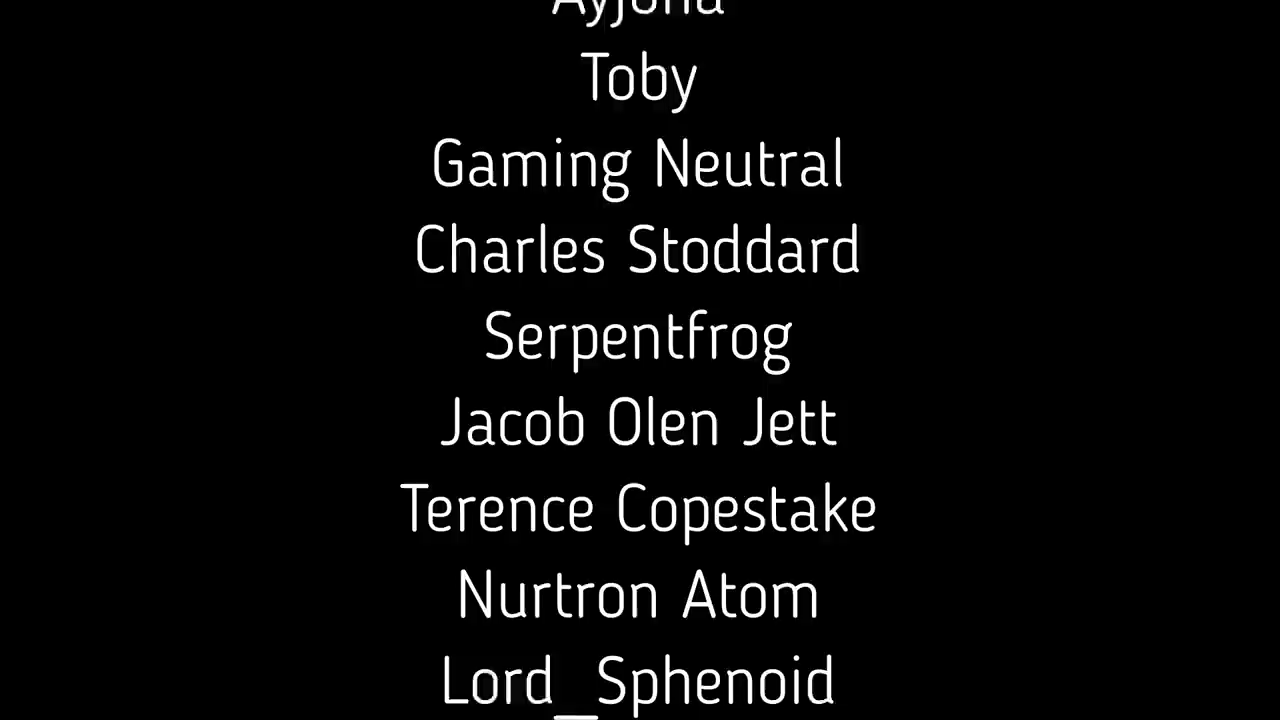 Toby
Gaming Neutral
Charles Stoddard
Serpentfrog
Jacob Olen Jett
Terence Copestake
Nurtron Atom
Lord_Sphenoid